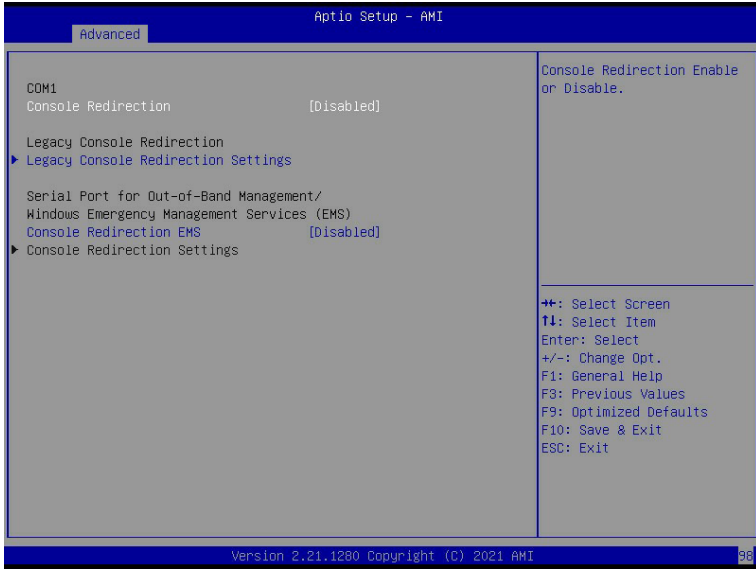 Aptio Setup – AMI
Advanced
COM1
Console Redirection [Disabled]
Legacy Console Redirection
Legacy Console Redirection Settings
Serial Port for Out-of-Band Management/
Windows Emergency Management Services (EMS)
Console Redirection EMS [Disabled]
Console Redirection Settings
Console Redirection Enable
or Disable.
→←: Select Screen
↑↓: Select Item
Enter: Select
+/-: Change Opt.
F1: General Help
F3: Previous Values
F9: Optimized Defaults
F10: Save & Exit
ESC: Exit
Version 2.21.1280 Copyright (C) 2021 AMI
98